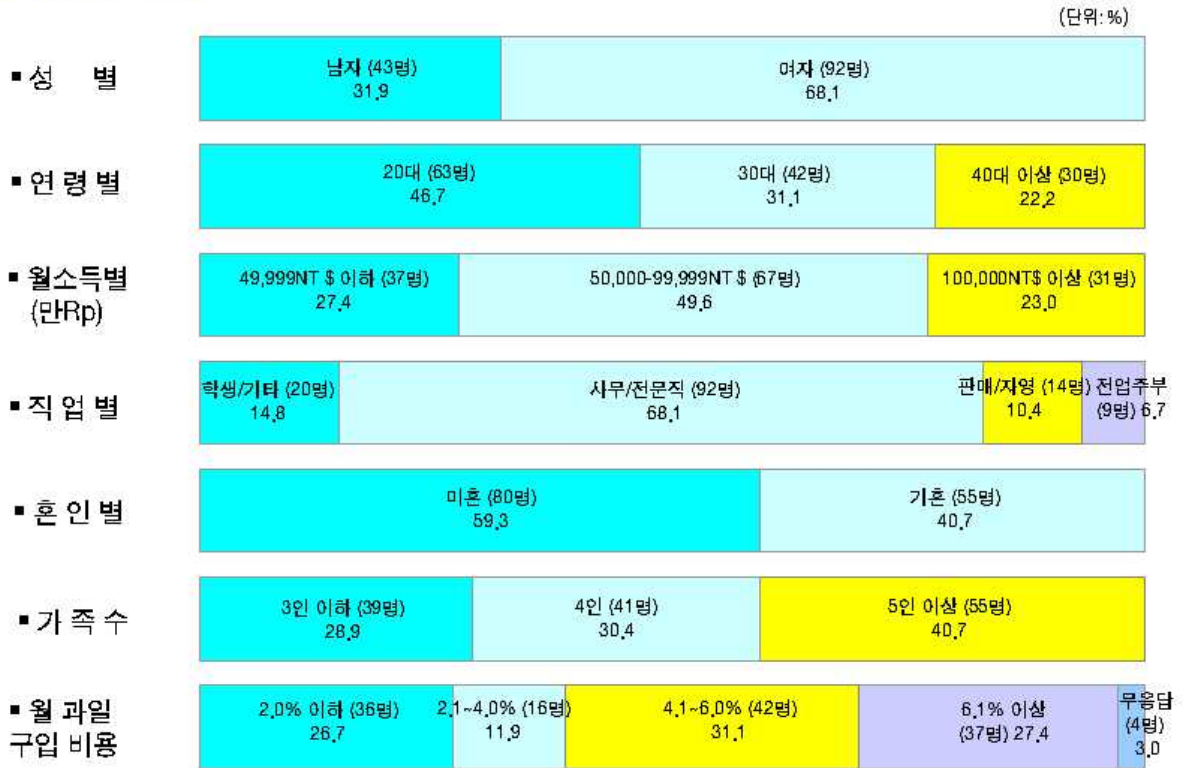 (단위: %)
▪ 성 별
남자 (43명) 여자 (92명)
31.9 68.1
▪ 연 령 별
20대 (63명) 30대 (42명) 40대 이상 (30명)
46.7 31.1 22.2
▪ 월소득별
(만Rp)
49,999NT $ 이하 (37명) 50,000-99,999NT $ (67명) 100,000NT$ 이상 (31명)
27.4 49.6 23.0
▪ 직 업 별
학생/기타 (20명) 사무/전문직 (92명) 판매/자영 (14명) 전업주부
14.8 68.1 10.4 (9명) 6.7
▪ 혼 인 별
미혼 (80명) 기혼 (55명)
59.3 40.7
▪ 가 족 수
3인 이하 (39명) 4인 (41명) 5인 이상 (55명)
28.9 30.4 40.7
▪ 월 과일
구입 비용
2.0% 이하 (36명) 2.1~4.0% (16명) 4.1~6.0% (42명) 6.1% 이상 무응답
26.7 11.9 31.1 (37명) 27.4 (4명)
3.0